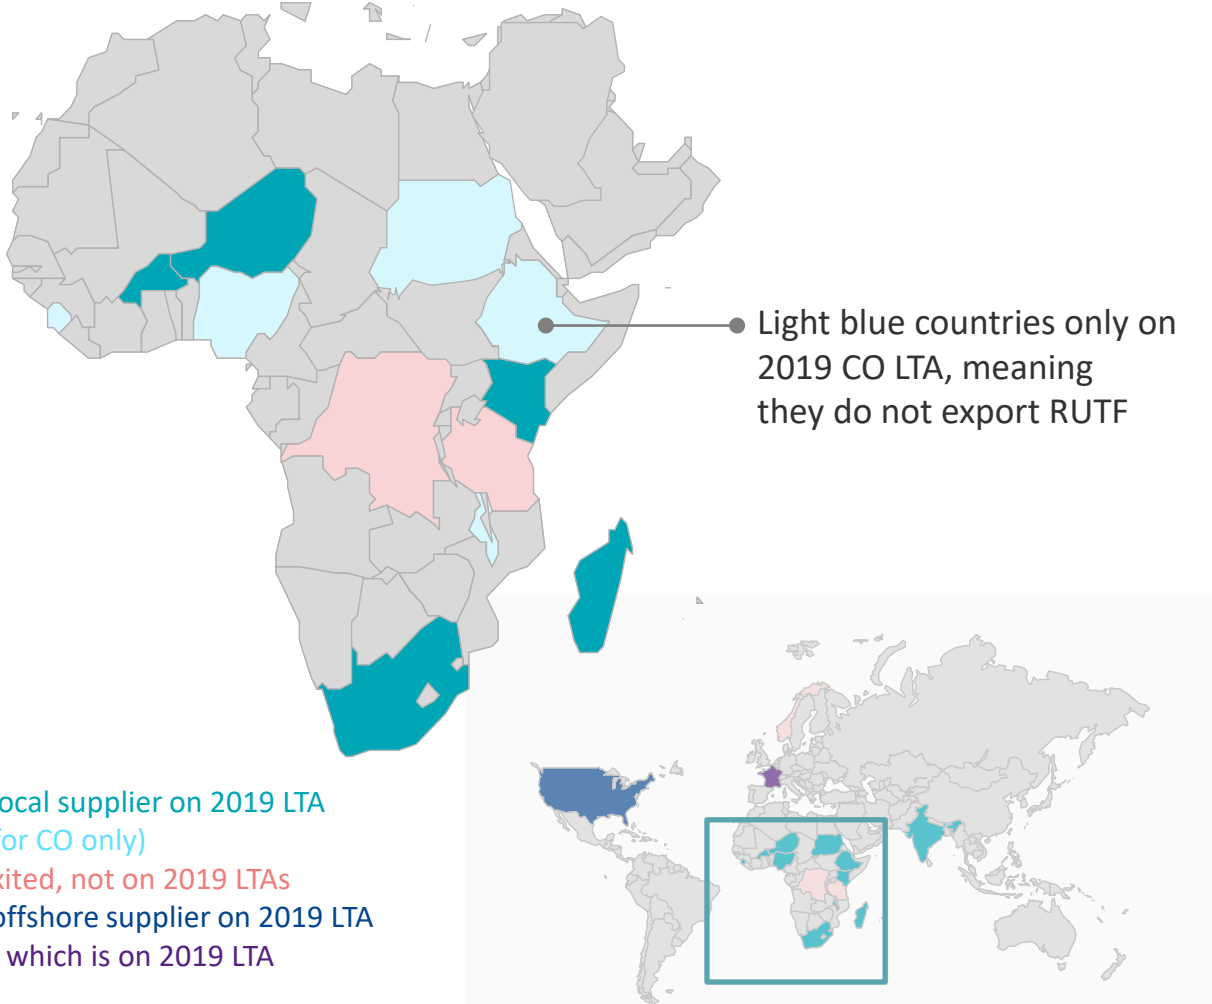 Light blue countries only on
2019 CO LTA, meaning
they do not export RUTF
ocal supplier on 2019 LTA
for CO only)
xited, not on 2019 LTAs
offshore supplier on 2019 LTA
which is on 2019 LTA